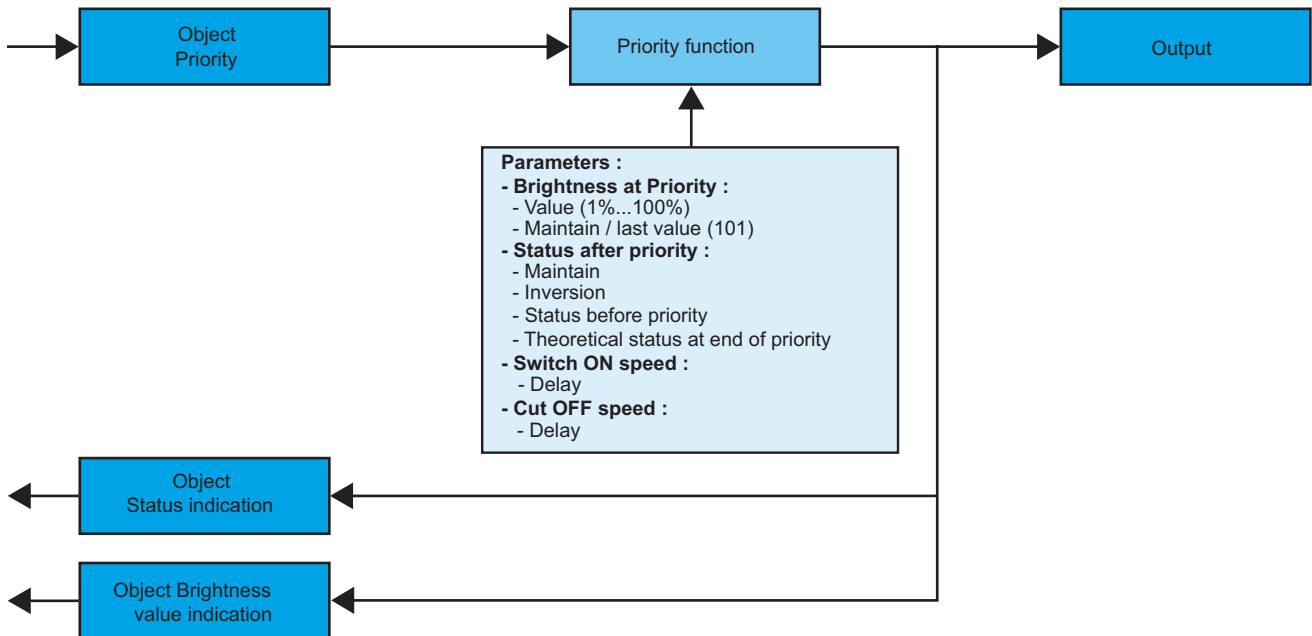 Object
Priority
Priority function
Output
Parameters :
- Brightness at Priority :
- Value (1%...100%)
- Maintain / last value (101)
- Status after priority :
- Maintain
- Inversion
- Status before priority
- Theoretical status at end of priority
- Switch ON speed :
- Delay
- Cut OFF speed :
- Delay
Object
Status indication
Object Brightness
value indication